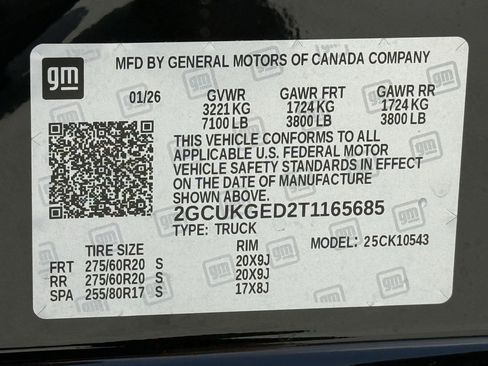 gm MFD BY GENERAL MOTORS OF CANADA COMPANY
01/26 GVWR GAWR FRT GAWR RR
3221 KG 1724 KG 1724 KG
7100 LB 3800 LB 3800 LB
THIS VEHICLE CONFORMS TO ALL
APPLICABLE U.S. FEDERAL MOTOR
VEHICLE SAFETY STANDARDS IN EFFECT
ON THE DATE OF MANUFACTURE
SHOWN ABOVE.
2GCUKGED2T1165685
TYPE: TRUCK MODEL: 25CK10543
TIRE SIZE RIM
FRT 275/60R20 S 20X9J
RR 275/60R20 S 20X9J
SPA 255/80R17 S 17X8J